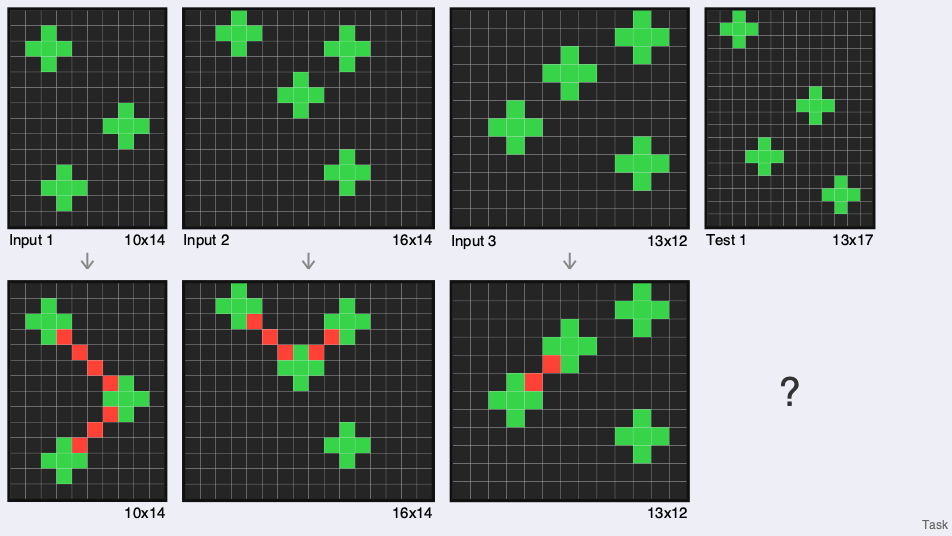 Input 1 10x14
Input 2 16x14
Input 3 13x12
Test 1 13x17
?
10x14
16x14
13x12
Task